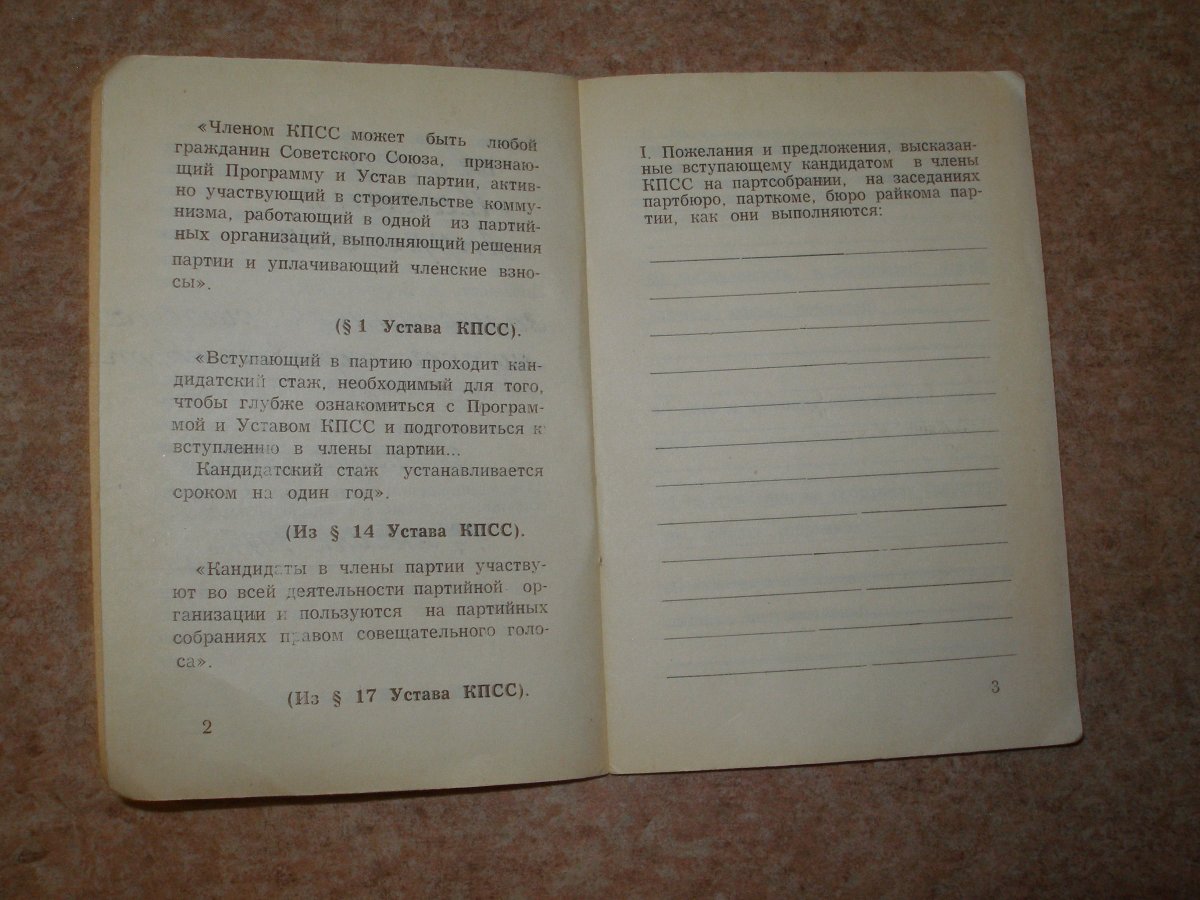 «Членом КПСС может быть любой
гражданин Советского Союза, признаю-
щий Программу и Устав партии, актив-
но участвующий в строительстве комму-
низма, работающий в одной из партий-
ных организаций, выполняющий решения
партии и уплачивающий членские взно-
сы».
(§ 1 Устава КПСС).
«Вступающий в партию проходит кан-
дидатский стаж, необходимый для того,
чтобы глубже ознакомиться с Програм-
мой и Уставом КПСС и подготовиться к
вступлению в члены партии...
Кандидатский стаж устанавливается
сроком на один год».
(Из § 14 Устава КПСС).
«Кандидаты в члены партии участву-
ют во всей деятельности партийной ор-
ганизации и пользуются на партийных
собраниях правом совещательного голо-
са».
(Из § 17 Устава КПСС).
2
I. Пожелания и предложения, высказан-
ные вступающему кандидатом в члены
КПСС на партсобрании, на заседаниях
партбюро, парткоме, бюро райкома пар-
тии, как они выполняются:
3